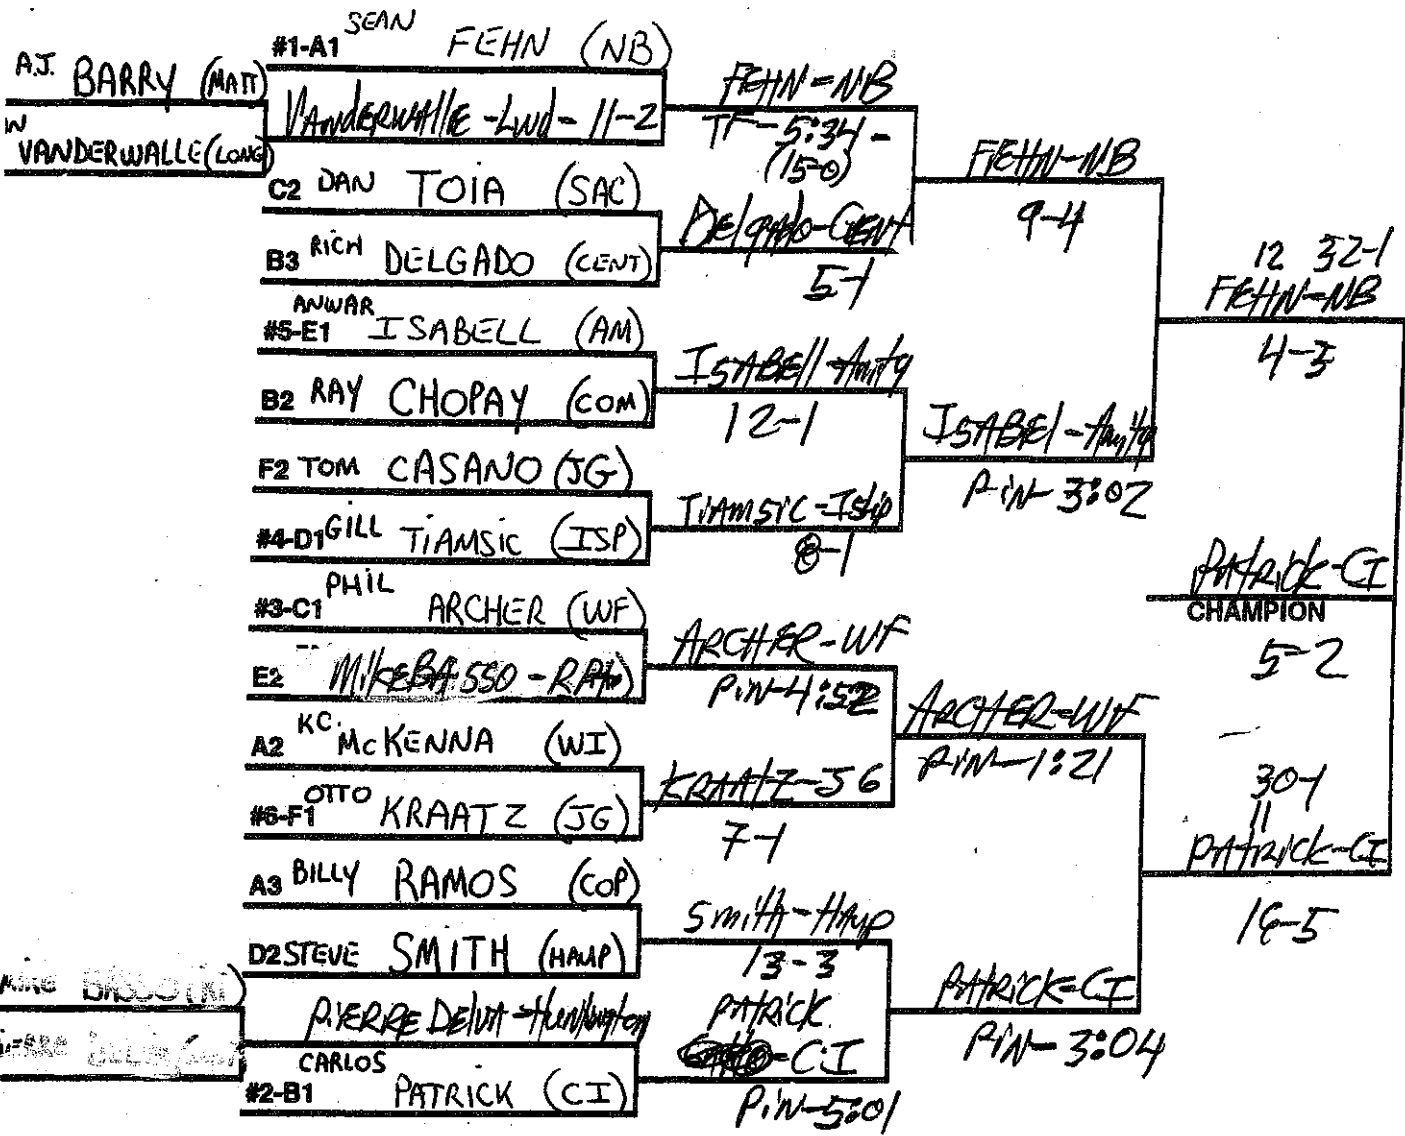 A.J. BARRY (MATT)
VANDERWALLE (LONG)
#1-A1 SEAN FEHN (NB)
VANDERWALLE - LWD - 11-2
C2 DAN TOIA (SAC)
B3 RICH DELGADO (CENT)
#5-E1 ANWAR ISABELL (AM)
B2 RAY CHOPAY (COM)
F2 TOM CASANO (JG)
#4-D1 GILL TIAMSIC (ISP)
#3-C1 PHIL ARCHER (WF)
E2 MIKE BASSO -
A2 KC. McKENNA (WI)
#6-F1 OTTO KRAATZ (JG)
A3 BILLY RAMOS (COP)
D2 STEVE SMITH (HAUP)
MIKE BASSO
PIERRE DELVA - Huntington
#2-B1 CARLOS PATRICK (CI)
FEHN - NB
TF - 5:34 -
(15-0)
Delgado - CENT
5-1
ISABELL - Amity
12-1
TIAMSIC - Islip
8-1
ARCHER - WF
PIN - 4:52
KRAATZ - JG
7-1
Smith - Haup
13-3
PATRICK
- CI
PIN - 5:01
FEHN - NB
9-4
ISABEL - Amity
PIN - 3:02
ARCHER - WF
PIN - 1:21
PATRICK - CI
PIN - 3:04
12 32-1
FEHN - NB
4-3
PATRICK - CI
CHAMPION
5-2
30-1
11
PATRICK - CI
16-5